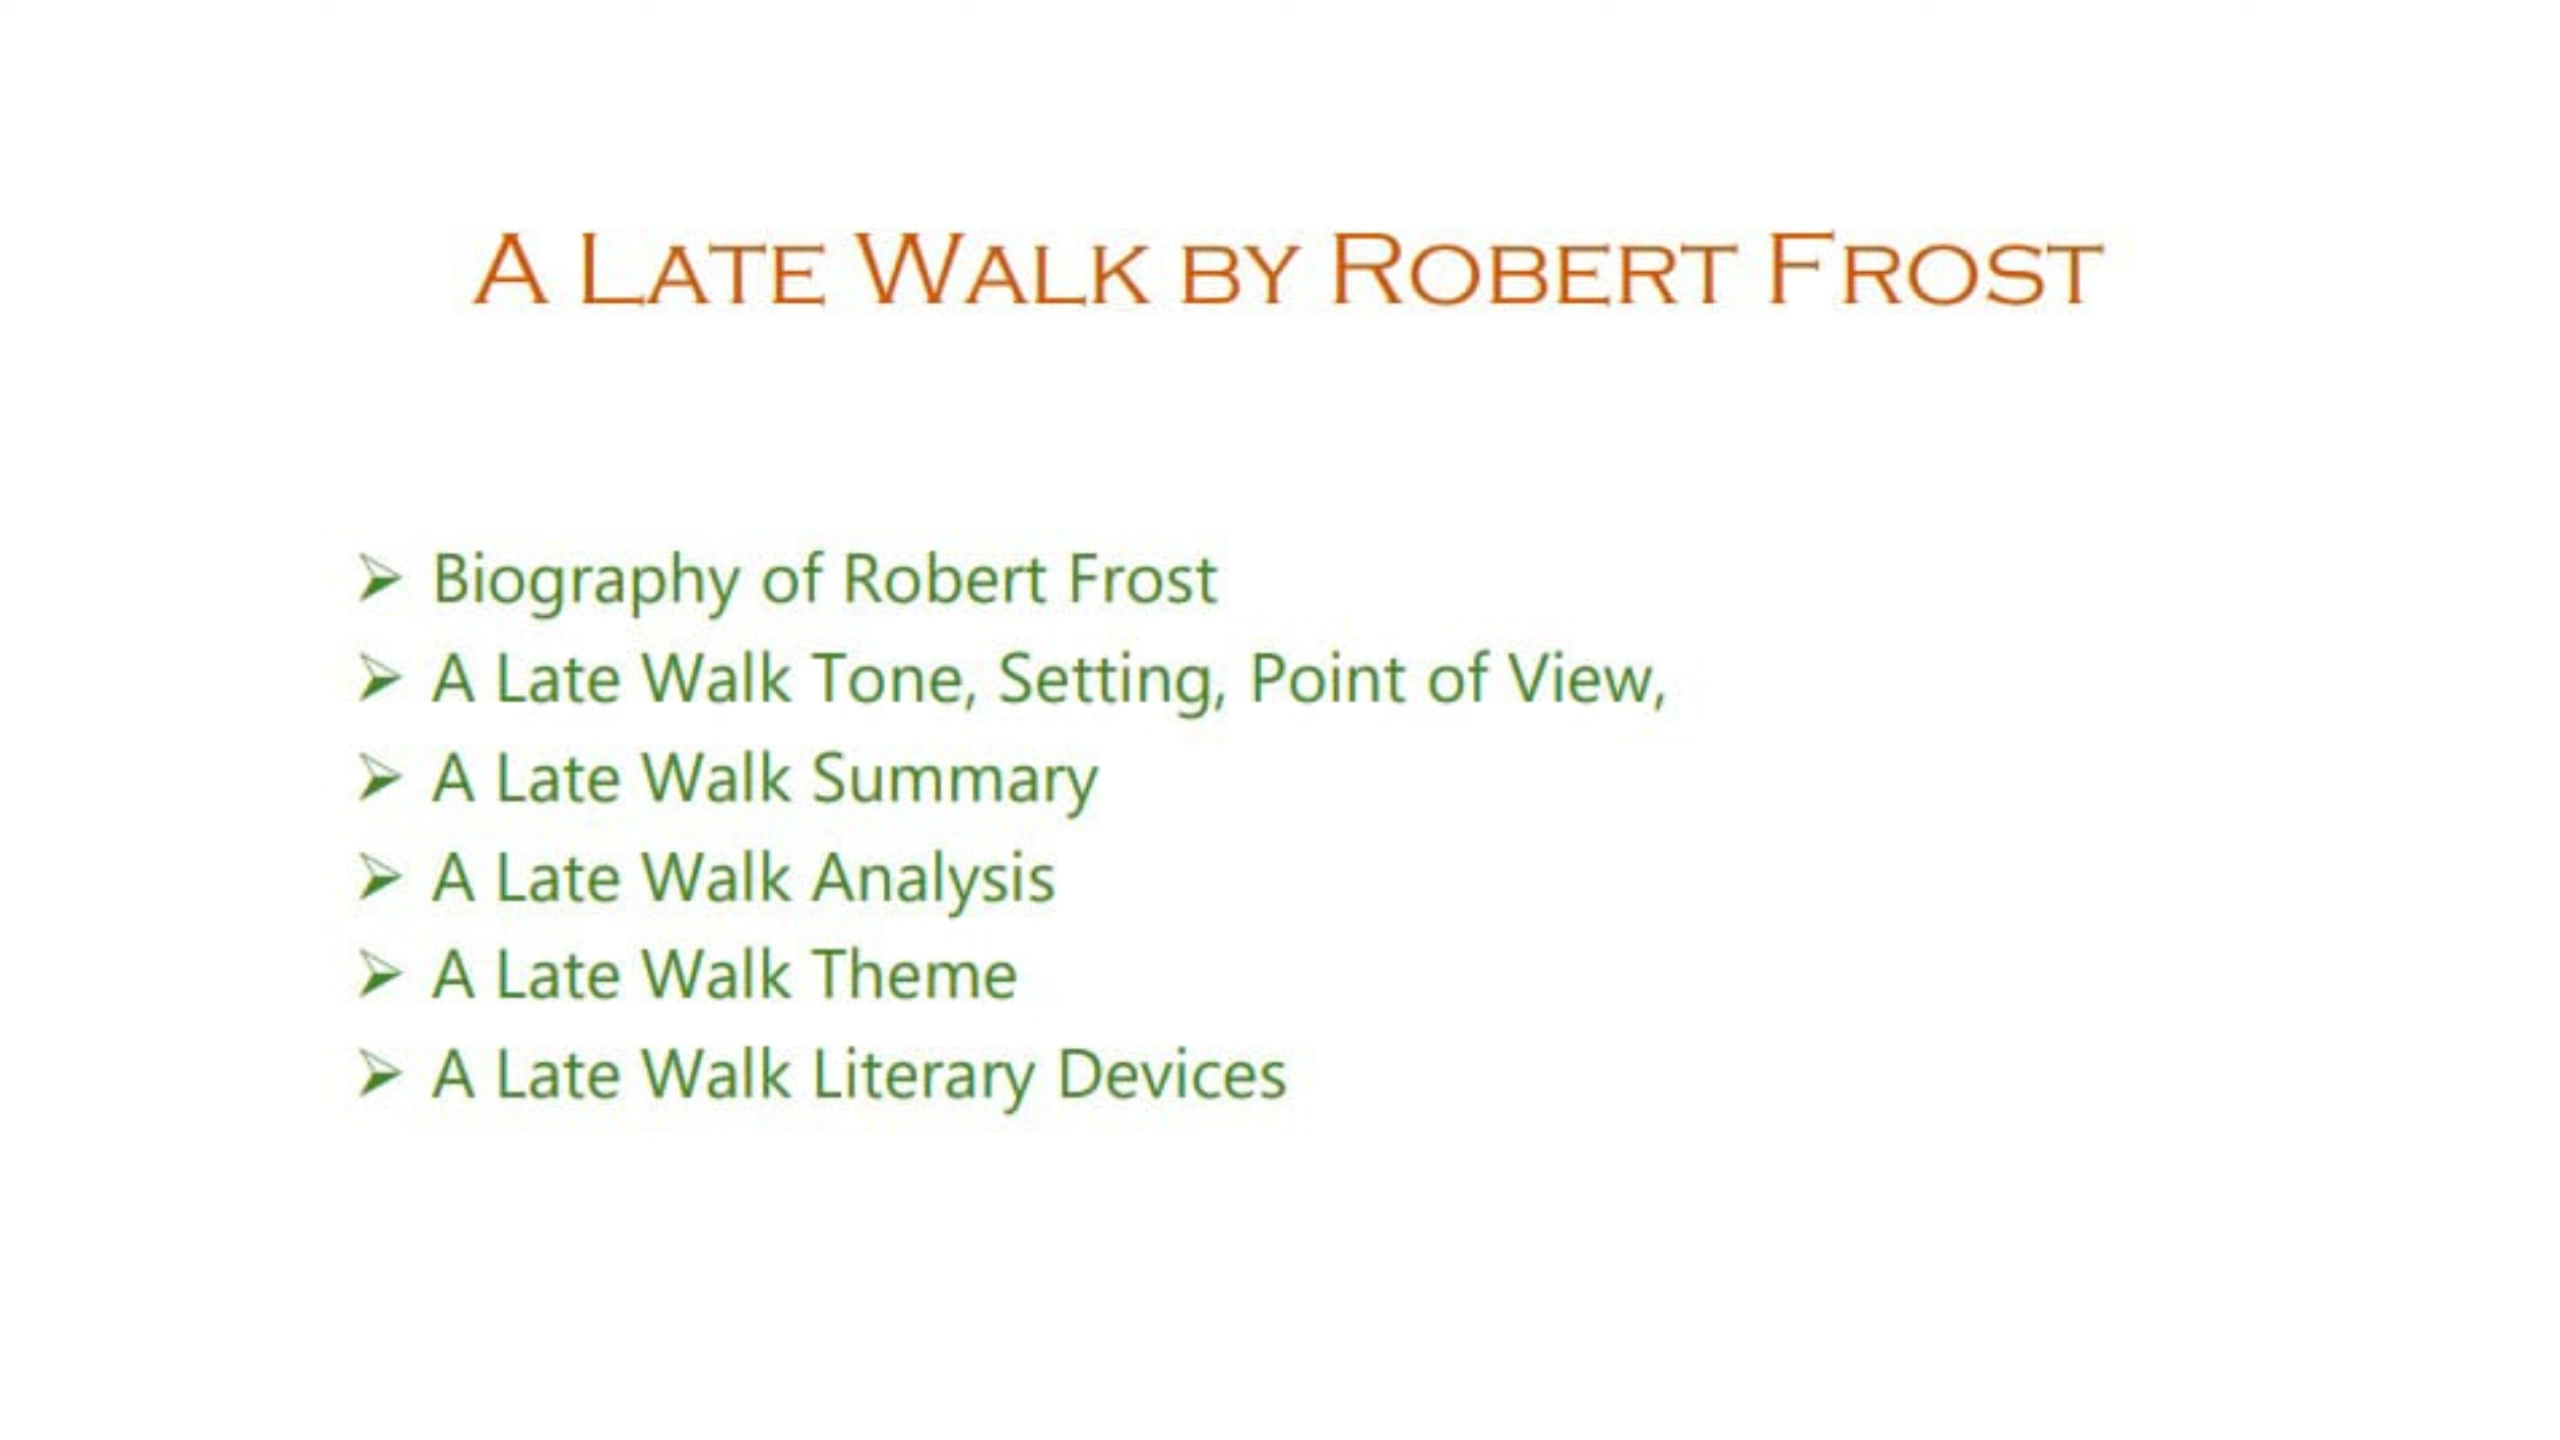 A Late Walk by Robert Frost
➢ Biography of Robert Frost
➢ A Late Walk Tone, Setting, Point of View,
➢ A Late Walk Summary
➢ A Late Walk Analysis
➢ A Late Walk Theme
➢ A Late Walk Literary Devices